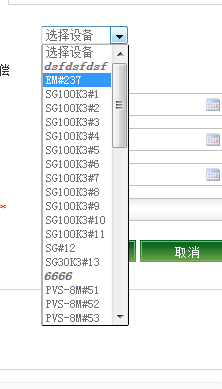 选择设备
选择设备
偿
dsfdsfdsf
EM#237
SG100K3#1
SG100K3#2
SG100K3#3
SG100K3#4
SG100K3#5
SG100K3#6
SG100K3#7
SG100K3#8
SG100K3#9
SG100K3#10
*
SG100K3#11
SG#12
取消
SG30K3#13
6666
PVS-8M#51
PVS-8M#52
PVS-8M#53